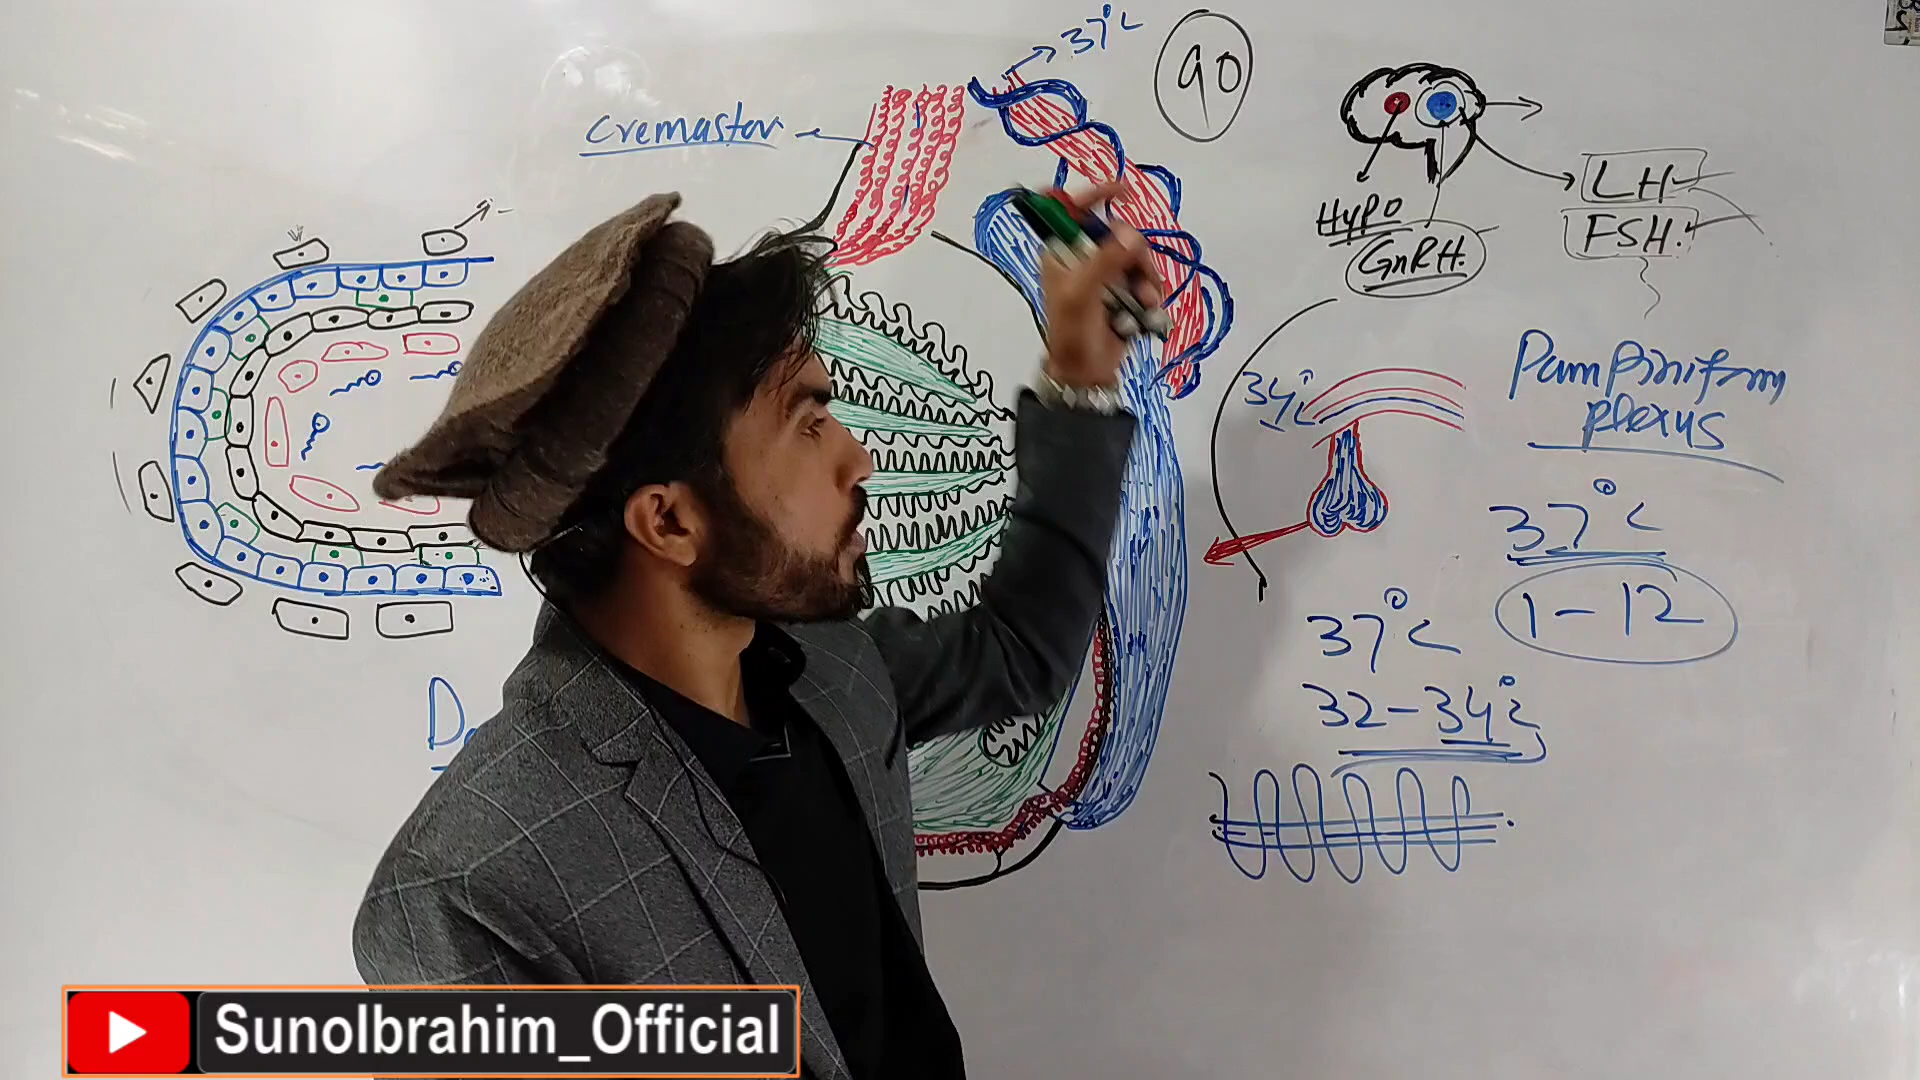 37°C
90
Cremaster
LH
FSH
HYPO
GnRH
Pampiniform
plexus
34°C
37°C
1-12
37°C
32-34°C
SunoIbrahim_Official